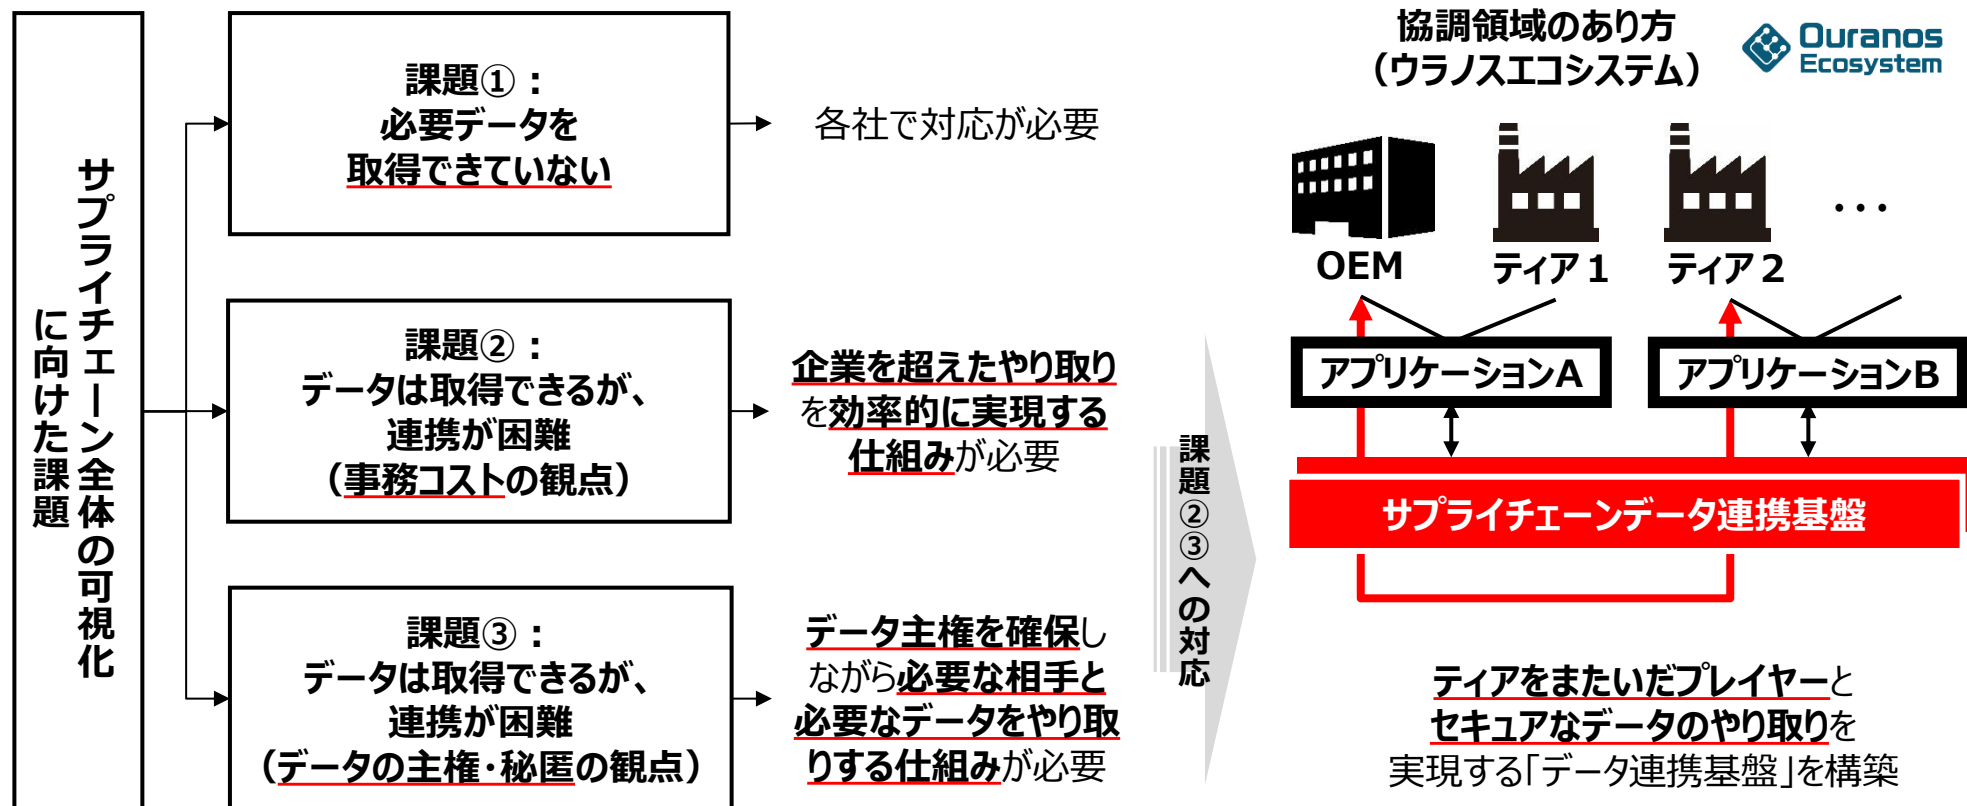 サプライチェーン全体の可視化
に向けた課題
課題①：
必要データを
取得できていない
各社で対応が必要
課題②：
データは取得できるが、
連携が困難
（事務コストの観点）
企業を超えたやり取り
を効率的に実現する
仕組みが必要
課題③：
データは取得できるが、
連携が困難
（データの主権・秘匿の観点）
データ主権を確保し
ながら必要な相手と
必要なデータをやり取
りする仕組みが必要
課題②③への対応
協調領域のあり方
（ウラノスエコシステム）
Ouranos
Ecosystem
OEM
ティア１
ティア２
…
アプリケーションA
アプリケーションB
サプライチェーンデータ連携基盤
ティアをまたいだプレイヤーと
セキュアなデータのやり取りを
実現する「データ連携基盤」を構築